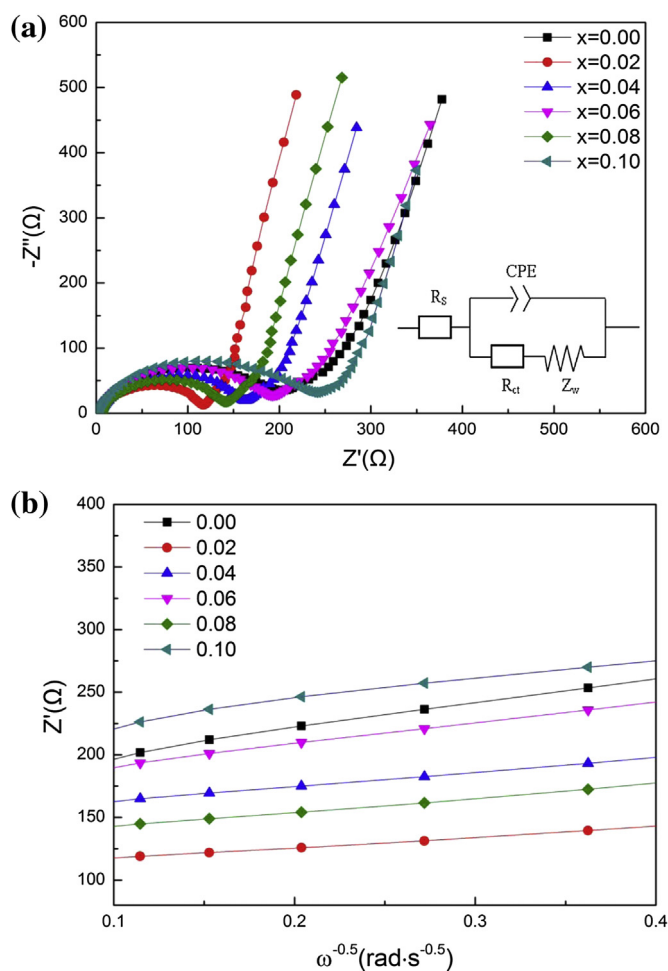 (a)
600
500
400
300
200
100
0
-Z''(Ω)
x=0.00
x=0.02
x=0.04
x=0.06
x=0.08
x=0.10
CPE
R_S
R_ct
Z_w
0 100 200 300 400 500 600
Z'(Ω)
(b)
400
350
300
250
200
150
100
Z'(Ω)
0.00
0.02
0.04
0.06
0.08
0.10
0.1 0.2 0.3 0.4
ω^-0.5(rad·s^-0.5)